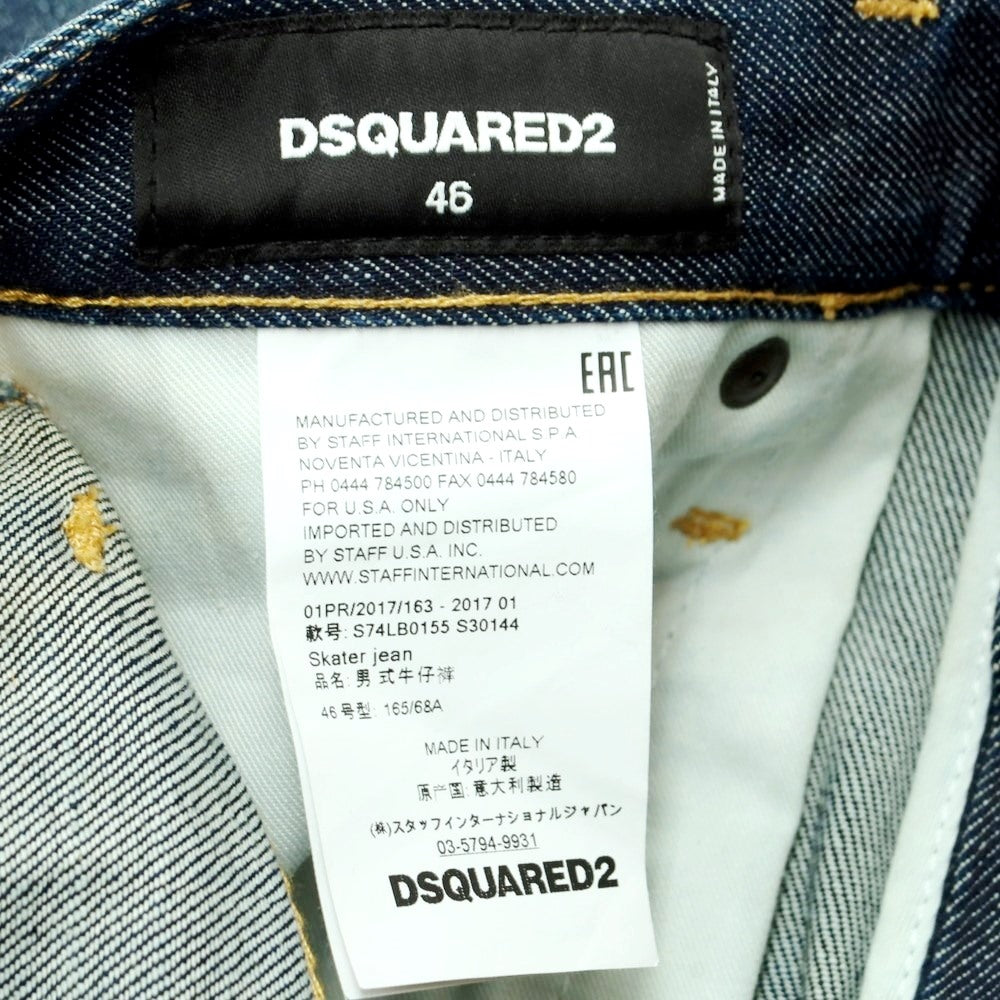 DSQUARED2
46
MADE IN ITALY
EAC
MANUFACTURED AND DISTRIBUTED
BY STAFF INTERNATIONAL S.P.A
NOVENTA VICENTINA - ITALY
PH 0444 784500 FAX 0444 784580
FOR U.S.A. ONLY
IMPORTED AND DISTRIBUTED
BY STAFF U.S.A. INC.
WWW.STAFFINTERNATIONAL.COM
01PR/2017/163 - 2017 01
款号: S74LB0155 S30144
Skater jean
品名: 男式牛仔裤
46号型: 165/68A
MADE IN ITALY
イタリア製
原产国: 意大利製造
(株)スタッフインターナショナルジャパン
03-5794-9931
DSQUARED2